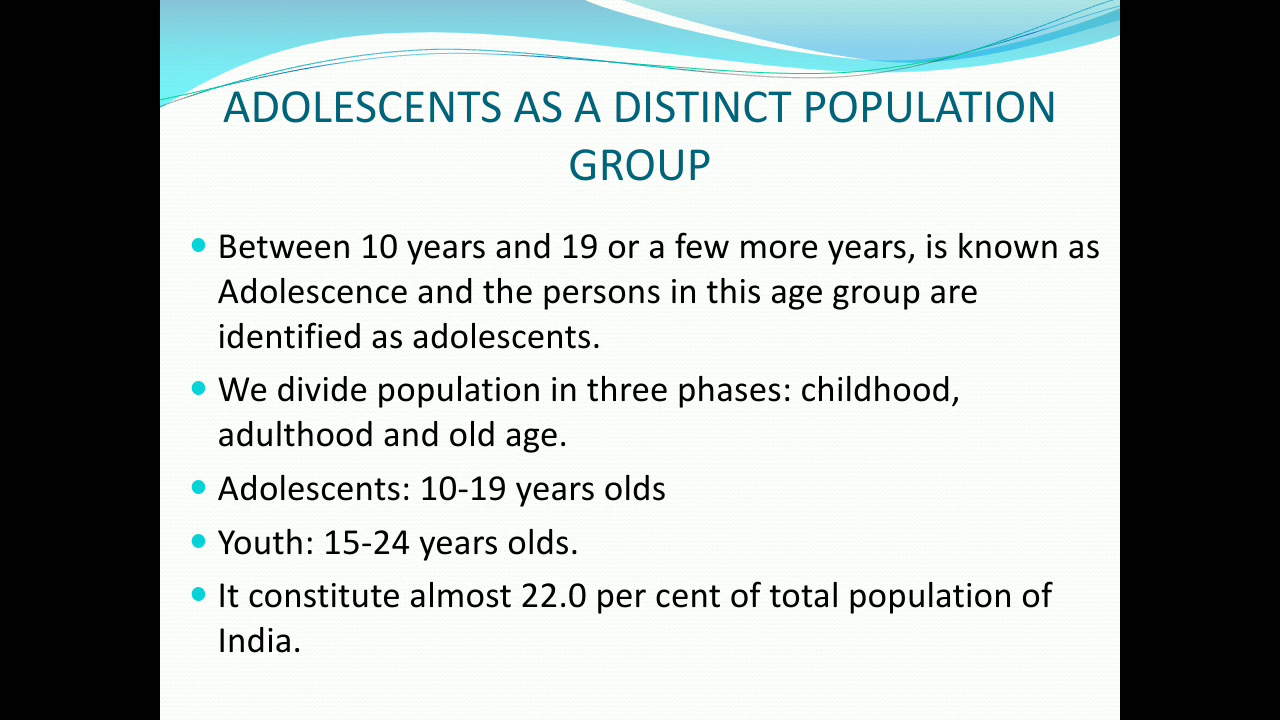 ADOLESCENTS AS A DISTINCT POPULATION
GROUP
Between 10 years and 19 or a few more years, is known as
Adolescence and the persons in this age group are
identified as adolescents.
We divide population in three phases: childhood,
adulthood and old age.
Adolescents: 10-19 years olds
Youth: 15-24 years olds.
It constitute almost 22.0 per cent of total population of
India.